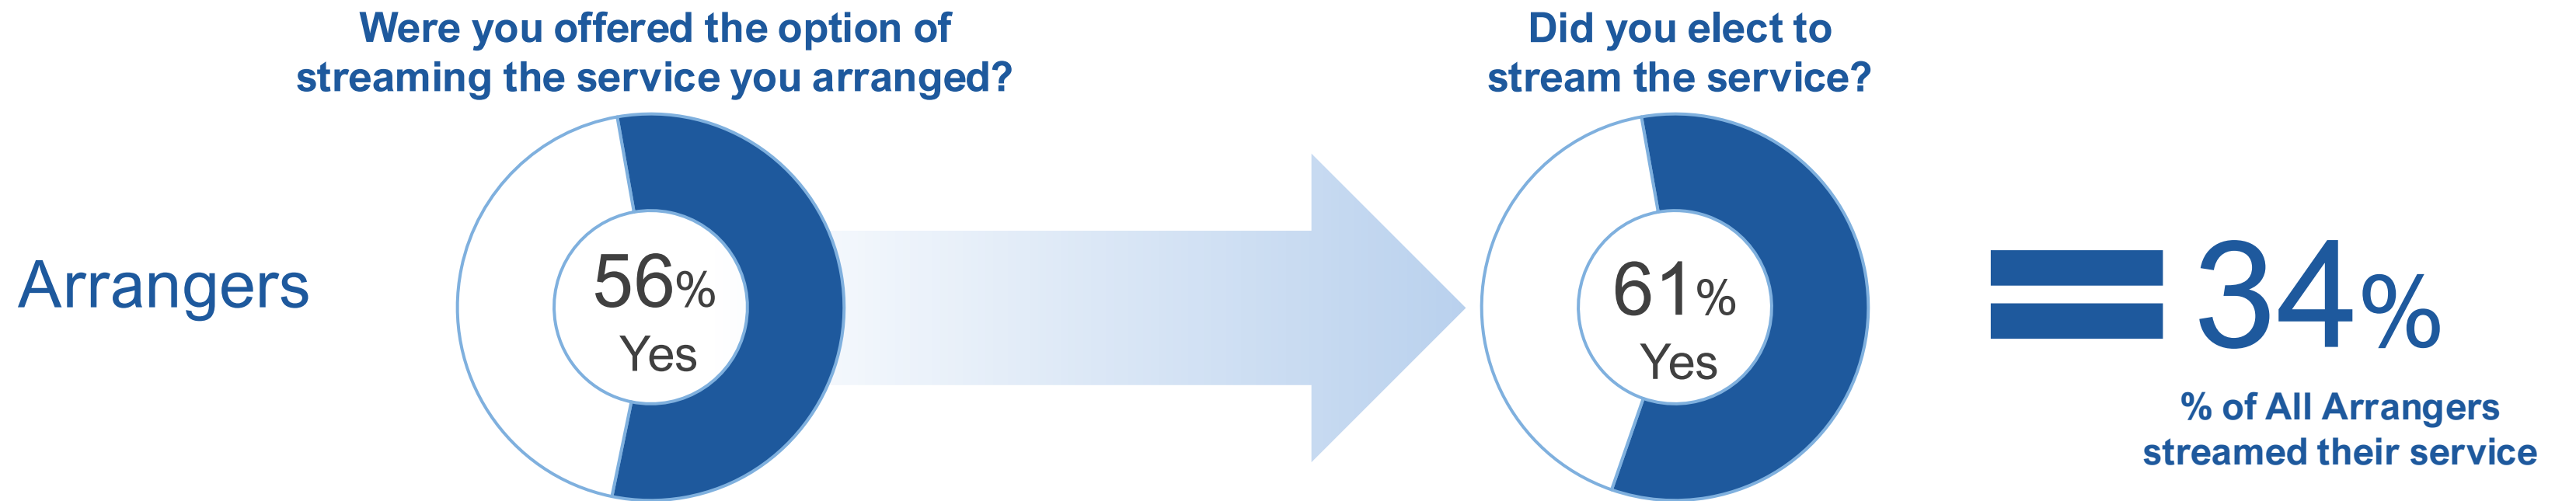 Were you offered the option of
streaming the service you arranged?
Did you elect to
stream the service?
Arrangers
56%
Yes
61%
Yes
34%
% of All Arrangers
streamed their service